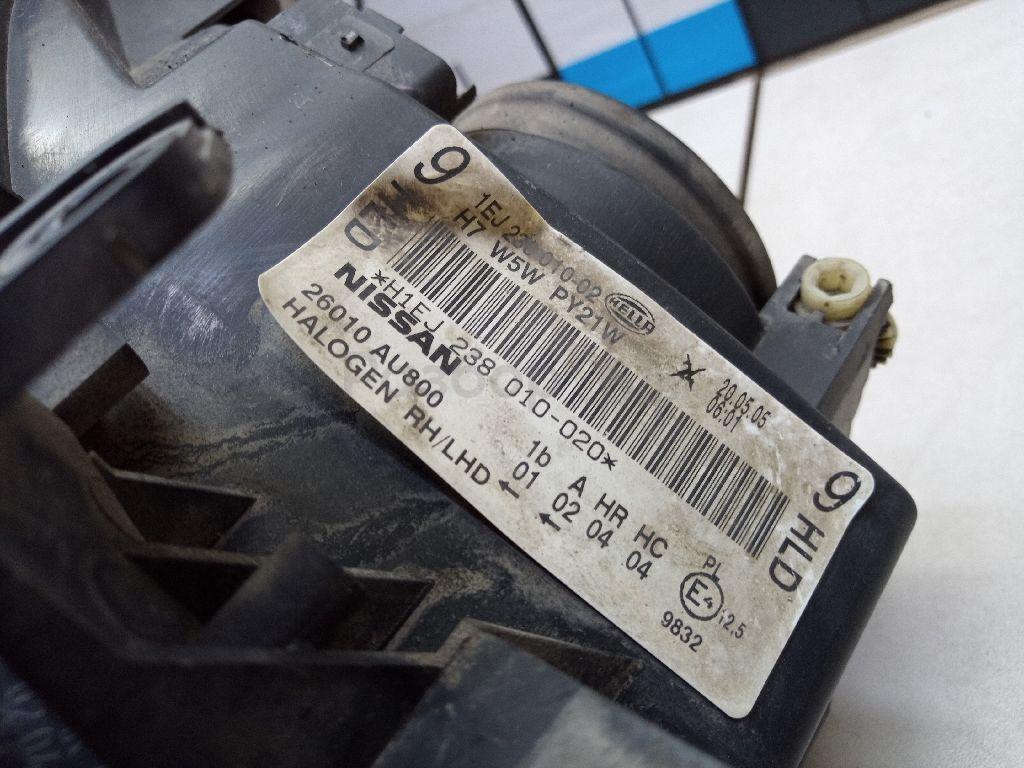 9 HLD
1EJ 238 010-02 HELLA
H7 W5W PY21W
20.05.05
06:01
*H1EJ 238 010-020*
NISSAN
26010 AU800
HALOGEN RH/LHD
1b A HR HC PL
01 02 04 04
E4 12,5
9832
9 HLD